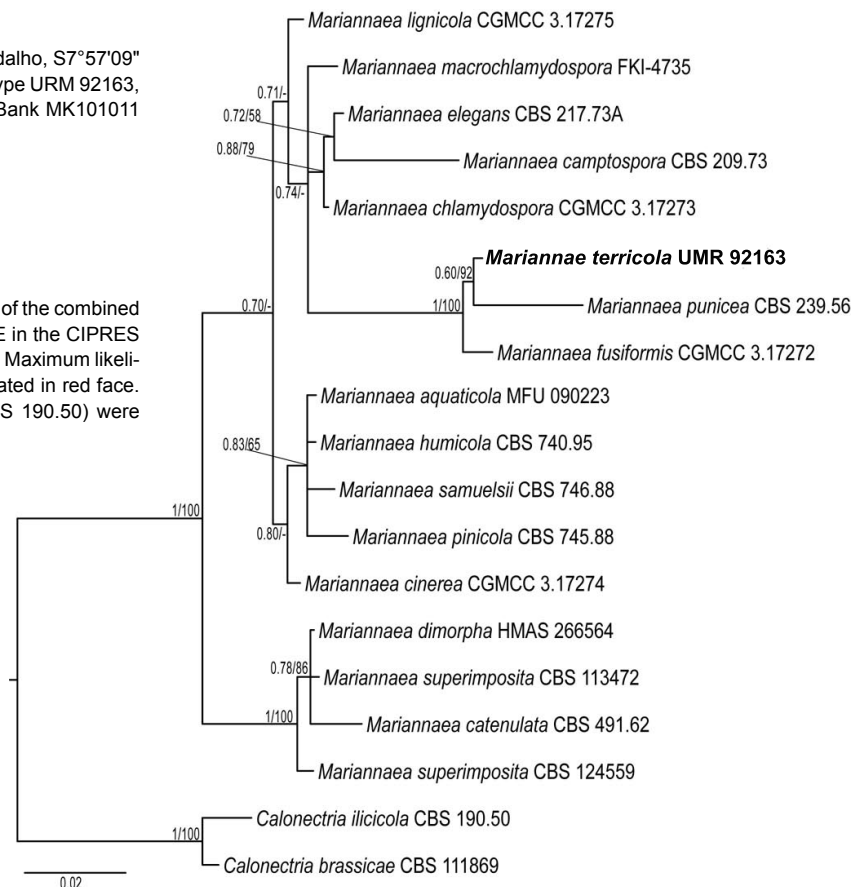 dalho, S7°57'09"
ype URM 92163,
Bank MK101011
of the combined
E in the CIPRES
Maximum likeli-
ated in red face.
S 190.50) were
Mariannaea lignicola CGMCC 3.17275
Mariannaea macrochlamydospora FKI-4735
0.71/-
0.72/58
Mariannaea elegans CBS 217.73A
0.88/79
Mariannaea camptospora CBS 209.73
0.74/-
Mariannaea chlamydospora CGMCC 3.17273
Mariannae terricola UMR 92163
0.60/92
1/100
Mariannaea punicea CBS 239.56
0.70/-
Mariannaea fusiformis CGMCC 3.17272
Mariannaea aquaticola MFU 090223
0.83/65
Mariannaea humicola CBS 740.95
Mariannaea samuelsii CBS 746.88
1/100
0.80/-
Mariannaea pinicola CBS 745.88
Mariannaea cinerea CGMCC 3.17274
Mariannaea dimorpha HMAS 266564
0.78/86
Mariannaea superimposita CBS 113472
1/100
Mariannaea catenulata CBS 491.62
Mariannaea superimposita CBS 124559
Calonectria ilicicola CBS 190.50
1/100
Calonectria brassicae CBS 111869
0.02